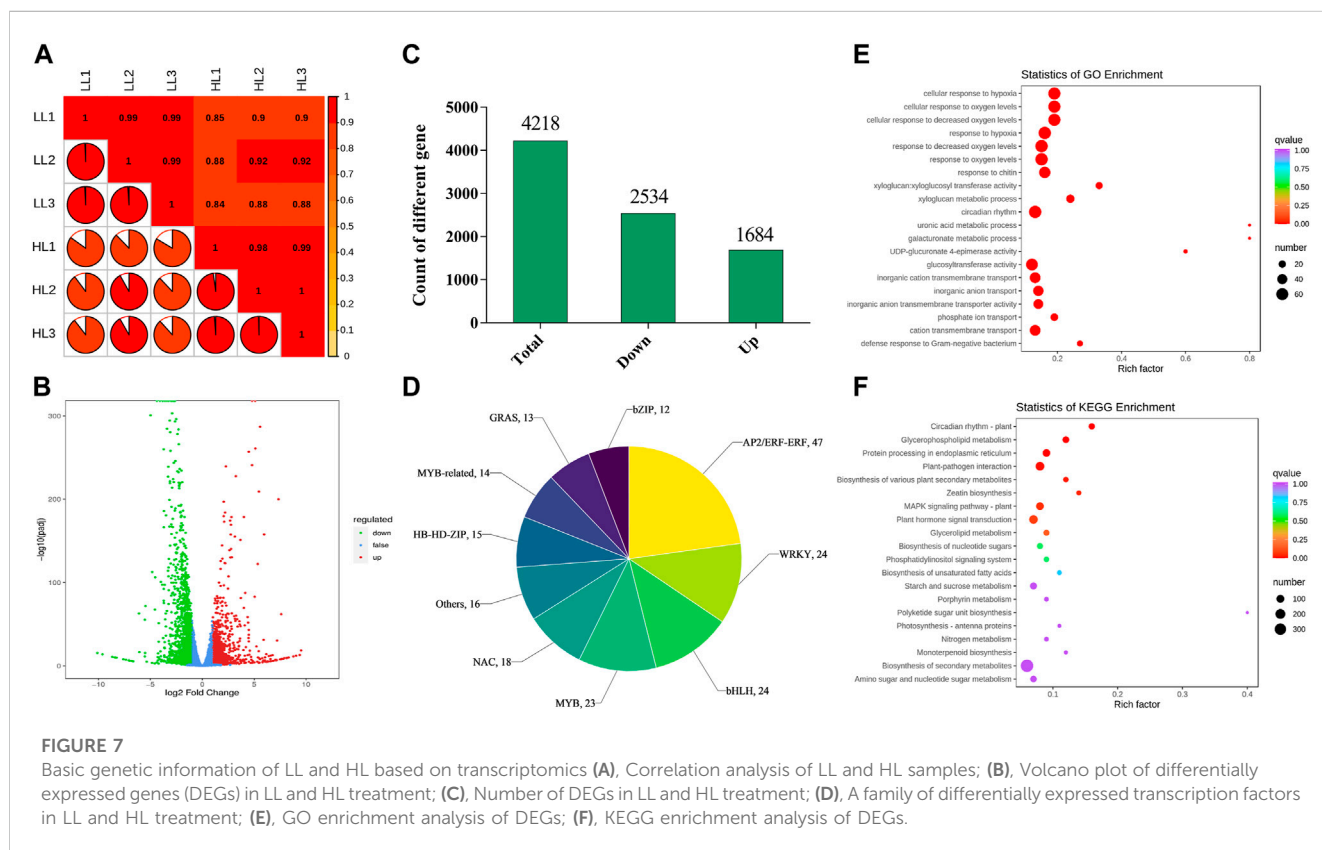 A
LL1
LL2
LL3
HL1
HL2
HL3
LL1
1
0.99
0.99
0.85
0.9
0.9
LL2
1
0.99
0.88
0.92
0.92
LL3
1
0.84
0.88
0.88
HL1
1
0.98
0.99
HL2
1
1
HL3
1
1
0.9
0.8
0.7
0.6
0.5
0.4
0.3
0.2
0.1
0
B
300
200
100
0
-log10(padj)
−10
−5
0
5
10
log2 Fold Change
regulated
down
false
up
C
Count of different gene
5000
4000
3000
2000
1000
0
4218
2534
1684
Total
Down
Up
D
bZIP, 12
GRAS, 13
AP2/ERF-ERF, 47
MYB-related, 14
HB-HD-ZIP, 15
WRKY, 24
Others, 16
NAC, 18
bHLH, 24
MYB, 23
E
Statistics of GO Enrichment
cellular response to hypoxia
cellular response to oxygen levels
cellular response to decreased oxygen levels
response to hypoxia
response to decreased oxygen levels
response to oxygen levels
response to chitin
xyloglucan:xyloglucosyl transferase activity
xyloglucan metabolic process
circadian rhythm
uronic acid metabolic process
galacturonate metabolic process
UDP-glucuronate 4-epimerase activity
glucosyltransferase activity
inorganic cation transmembrane transport
inorganic anion transport
inorganic anion transmembrane transporter activity
phosphate ion transport
cation transmembrane transport
defense response to Gram-negative bacterium
0.2
0.4
0.6
0.8
Rich factor
qvalue
1.00
0.75
0.50
0.25
0.00
number
20
40
60
F
Statistics of KEGG Enrichment
Circadian rhythm - plant
Glycerophospholipid metabolism
Protein processing in endoplasmic reticulum
Plant-pathogen interaction
Biosynthesis of various plant secondary metabolites
Zeatin biosynthesis
MAPK signaling pathway - plant
Plant hormone signal transduction
Glycerolipid metabolism
Biosynthesis of nucleotide sugars
Phosphatidylinositol signaling system
Biosynthesis of unsaturated fatty acids
Starch and sucrose metabolism
Porphyrin metabolism
Polyketide sugar unit biosynthesis
Photosynthesis - antenna proteins
Nitrogen metabolism
Monoterpenoid biosynthesis
Biosynthesis of secondary metabolites
Amino sugar and nucleotide sugar metabolism
0.1
0.2
0.3
0.4
Rich factor
qvalue
1.00
0.75
0.50
0.25
0.00
number
100
200
300
FIGURE 7
Basic genetic information of LL and HL based on transcriptomics (A), Correlation analysis of LL and HL samples; (B), Volcano plot of differentially
expressed genes (DEGs) in LL and HL treatment; (C), Number of DEGs in LL and HL treatment; (D), A family of differentially expressed transcription factors
in LL and HL treatment; (E), GO enrichment analysis of DEGs; (F), KEGG enrichment analysis of DEGs.